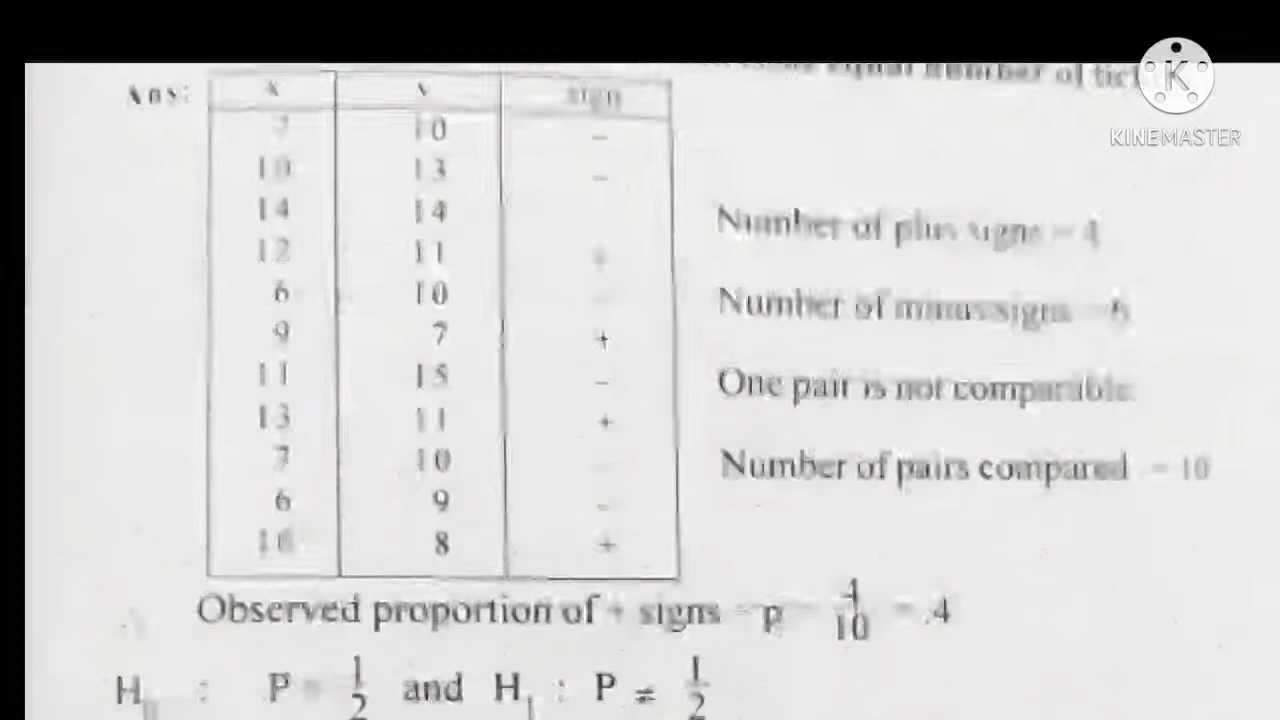 equal number of
K
KINEMASTER
Ans: X Y sign
7 10 −
10 13 −
14 14
12 11 +
6 10
9 7 +
11 15 −
13 11 +
7 10
6 9 −
8 +
Number of plus signs = 4
Number of minus signs = 6
One pair is not comparable.
Number of pairs compared = 10
Observed proportion of + signs = p = 4/10 = .4
H0 : P = 1/2 and H1 : P ≠ 1/2